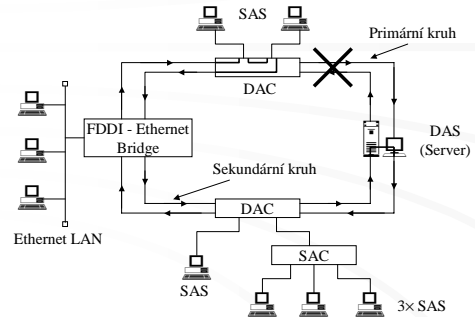 SAS
Primární kruh
DAC
FDDI - Ethernet
Bridge
DAS
(Server)
Sekundární kruh
DAC
Ethernet LAN
SAC
SAS
3× SAS